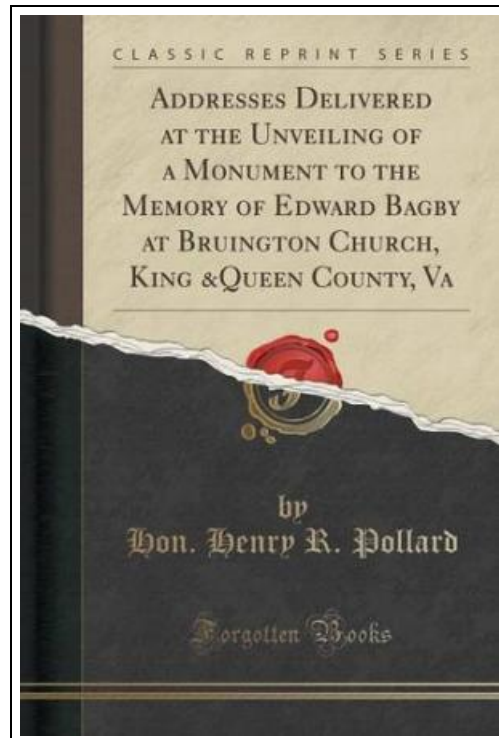 CLASSIC REPRINT SERIES
ADDRESSES DELIVERED
AT THE UNVEILING OF
A MONUMENT TO THE
MEMORY OF EDWARD BAGBY
AT BRUINGTON CHURCH,
KING &QUEEN COUNTY, VA
by
Hon. Henry R. Pollard
Forgotten Books